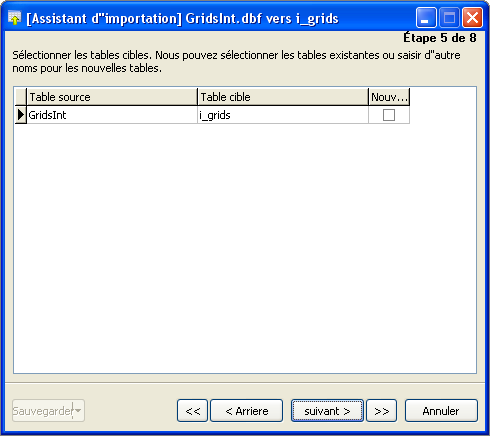 [Assistant d"importation] GridsInt.dbf vers i_grids
Étape 5 de 8
Sélectionner les tables cibles. Nous pouvez sélectionner les tables existantes ou saisir d"autre
noms pour les nouvelles tables.
Table source Table cible Nouv...
GridsInt i_grids
Sauvegarder << < Arriere suivant > >> Annuler